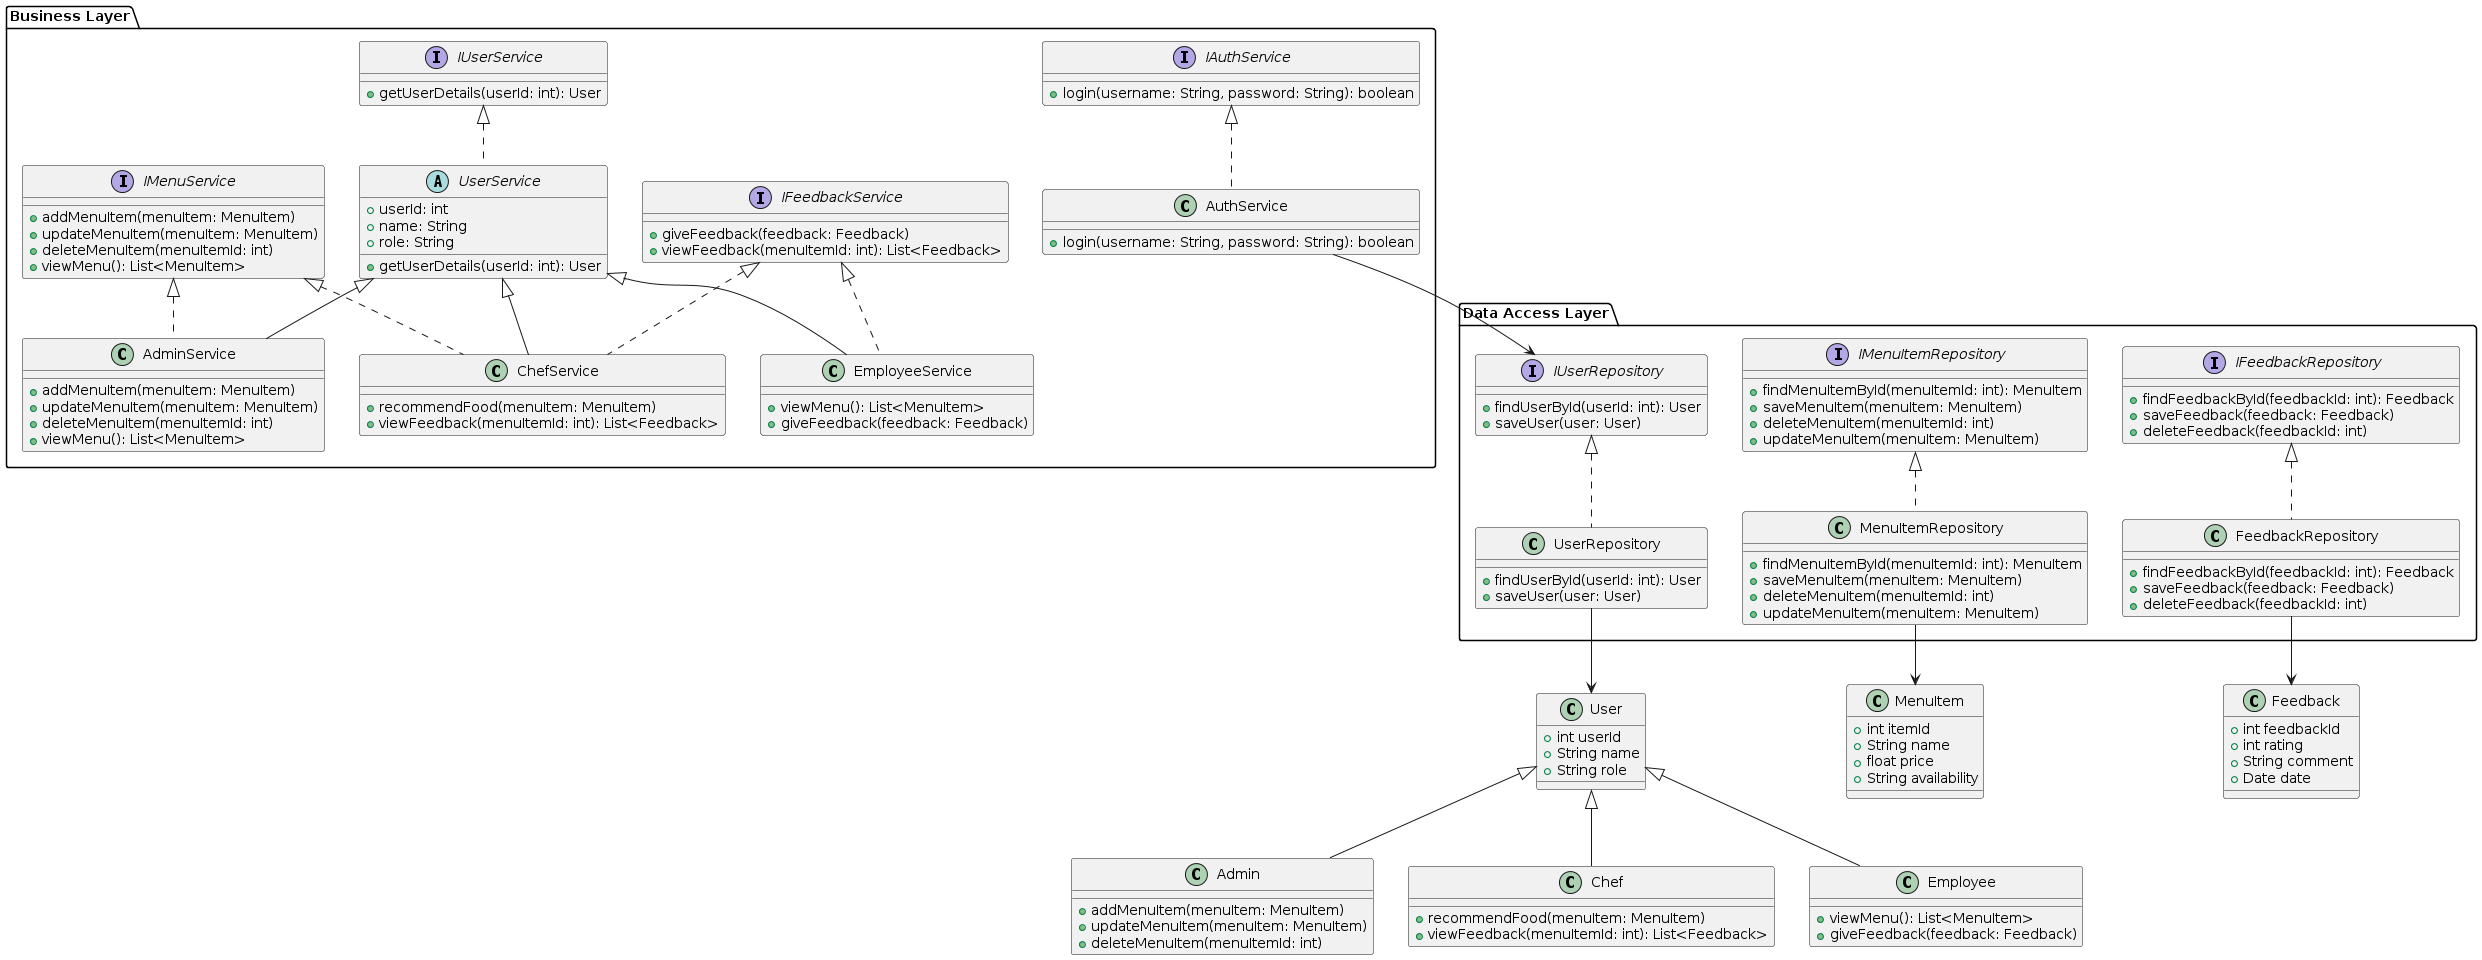 Business Layer
I IUserService
getUserDetails(userId: int): User
I IAuthService
login(username: String, password: String): boolean
I IMenuService
addMenuItem(menuItem: MenuItem)
updateMenuItem(menuItem: MenuItem)
deleteMenuItem(menuItemId: int)
viewMenu(): List<MenuItem>
A UserService
userId: int
name: String
role: String
getUserDetails(userId: int): User
I IFeedbackService
giveFeedback(feedback: Feedback)
viewFeedback(menuItemId: int): List<Feedback>
C AuthService
login(username: String, password: String): boolean
C AdminService
addMenuItem(menuItem: MenuItem)
updateMenuItem(menuItem: MenuItem)
deleteMenuItem(menuItemId: int)
viewMenu(): List<MenuItem>
C ChefService
recommendFood(menuItem: MenuItem)
viewFeedback(menuItemId: int): List<Feedback>
C EmployeeService
viewMenu(): List<MenuItem>
giveFeedback(feedback: Feedback)
Data Access Layer
I IUserRepository
findUserById(userId: int): User
saveUser(user: User)
I IMenuItemRepository
findMenuItemById(menuItemId: int): MenuItem
saveMenuItem(menuItem: MenuItem)
deleteMenuItem(menuItemId: int)
updateMenuItem(menuItem: MenuItem)
I IFeedbackRepository
findFeedbackById(feedbackId: int): Feedback
saveFeedback(feedback: Feedback)
deleteFeedback(feedbackId: int)
C UserRepository
findUserById(userId: int): User
saveUser(user: User)
C MenuItemRepository
findMenuItemById(menuItemId: int): MenuItem
saveMenuItem(menuItem: MenuItem)
deleteMenuItem(menuItemId: int)
updateMenuItem(menuItem: MenuItem)
C FeedbackRepository
findFeedbackById(feedbackId: int): Feedback
saveFeedback(feedback: Feedback)
deleteFeedback(feedbackId: int)
C User
int userId
String name
String role
C MenuItem
int itemId
String name
float price
String availability
C Feedback
int feedbackId
int rating
String comment
Date date
C Admin
addMenuItem(menuItem: MenuItem)
updateMenuItem(menuItem: MenuItem)
deleteMenuItem(menuItemId: int)
C Chef
recommendFood(menuItem: MenuItem)
viewFeedback(menuItemId: int): List<Feedback>
C Employee
viewMenu(): List<MenuItem>
giveFeedback(feedback: Feedback)